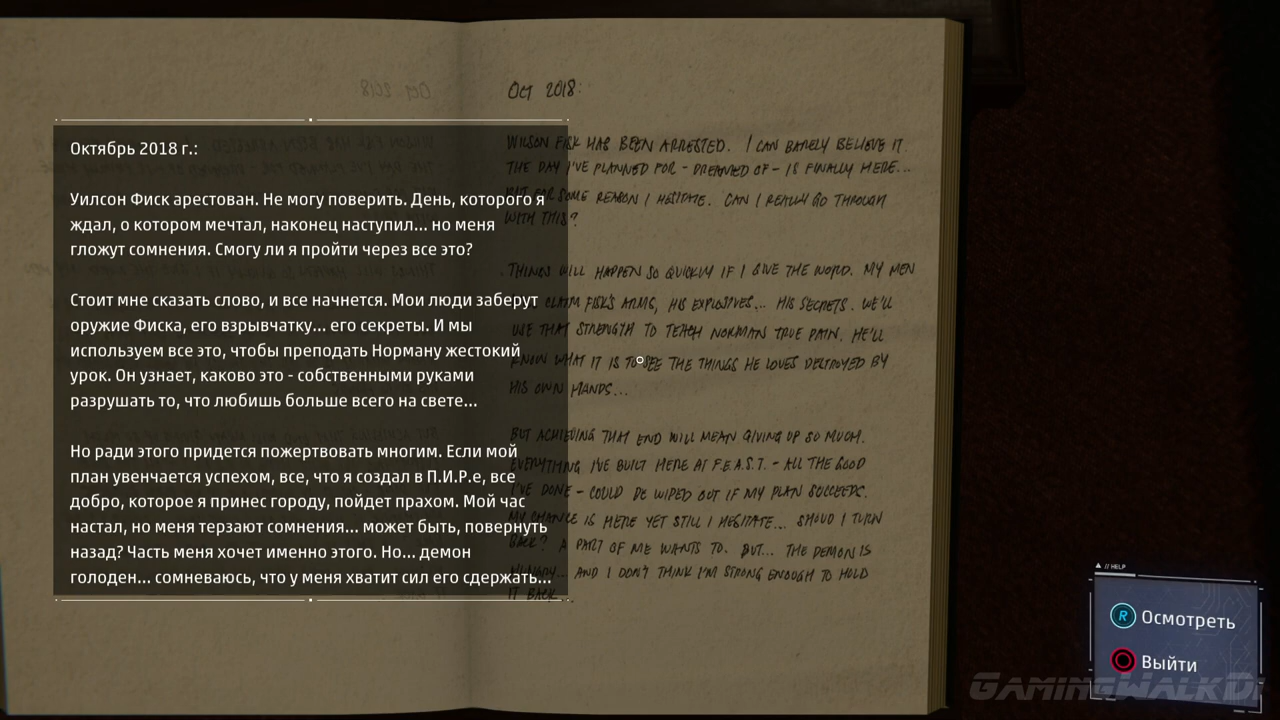 Oct 2018:
Октябрь 2018 г.:
Уилсон Фиск арестован. Не могу поверить. День, которого я
ждал, о котором мечтал, наконец наступил... но меня
гложут сомнения. Смогу ли я пройти через все это?
Стоит мне сказать слово, и все начнется. Мои люди заберут
оружие Фиска, его взрывчатку... его секреты. И мы
используем все это, чтобы преподать Норману жестокий
урок. Он узнает, каково это - собственными руками
разрушать то, что любишь больше всего на свете...
Но ради этого придется пожертвовать многим. Если мой
план увенчается успехом, все, что я создал в П.И.Р.е, все
добро, которое я принес городу, пойдет прахом. Мой час
настал, но меня терзают сомнения... может быть, повернуть
назад? Часть меня хочет именно этого. Но... демон
голоден... сомневаюсь, что у меня хватит сил его сдержать...
WILSON FISK HAS BEEN ARRESTED. I CAN BARELY BELIEVE IT.
THE DAY I'VE PLANNED FOR - DREAMED OF - IS FINALLY HERE...
BUT FOR SOME REASON I HESITATE. CAN I REALLY GO THROUGH
WITH THIS?
THINGS WILL HAPPEN SO QUICKLY IF I GIVE THE WORD. MY MEN
CLAIM FISK'S ARMS, HIS EXPLOSIVES... HIS SECRETS. WE'LL
USE THAT STRENGTH TO TEACH NORMAN TRUE PAIN. HE'LL
KNOW WHAT IT IS TO SEE THE THINGS HE LOVES DESTROYED BY
HIS OWN HANDS...
BUT ACHIEVING THAT END WILL MEAN GIVING UP SO MUCH.
EVERYTHING I'VE BUILT HERE AT F.E.A.S.T. - ALL THE GOOD
I'VE DONE - COULD BE WIPED OUT IF MY PLAN SUCCEEDS.
MY CHANCE IS HERE YET STILL I HESITATE... SHOUD I TURN
BACK? A PART OF ME WANTS TO. BUT... THE DEMON IS
HUNGRY... AND I DON'T THINK I'M STRONG ENOUGH TO HOLD
IT BACK
// HELP
R Осмотреть
Выйти
GAMINGWALKDI